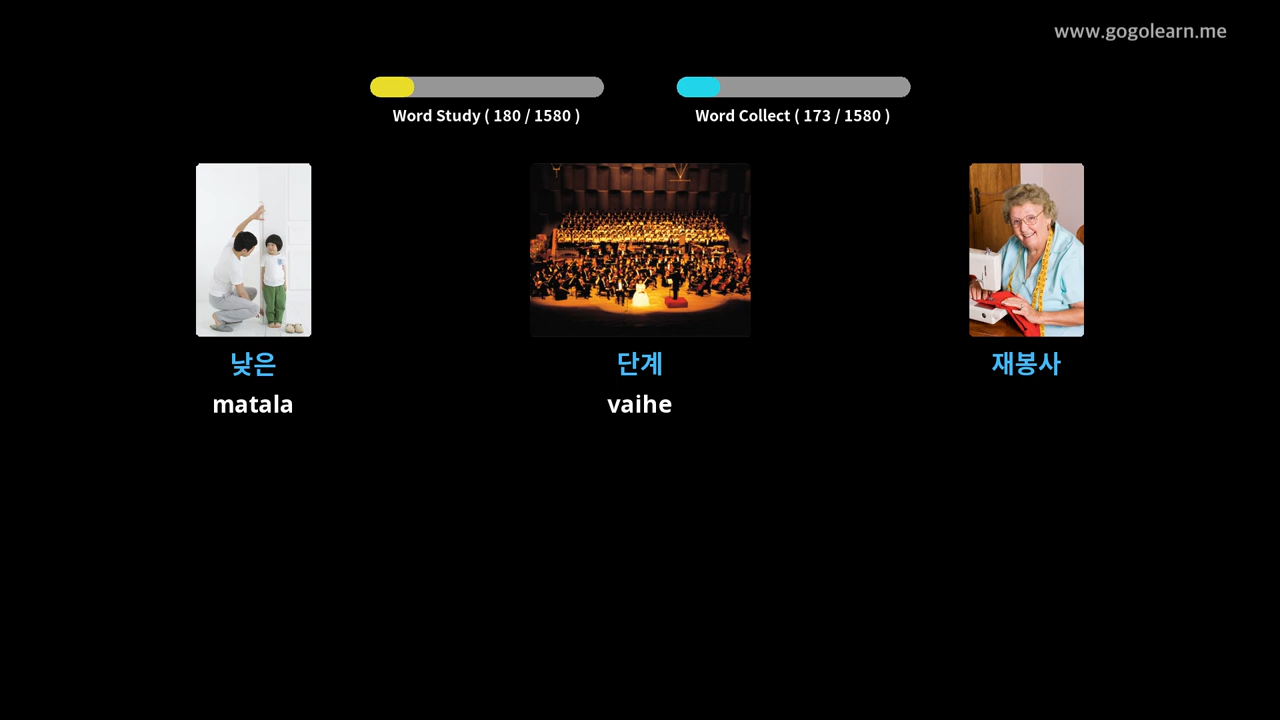 www.gogolearn.me
Word Study ( 180 / 1580 )
Word Collect ( 173 / 1580 )
낮은
matala
단계
vaihe
재봉사